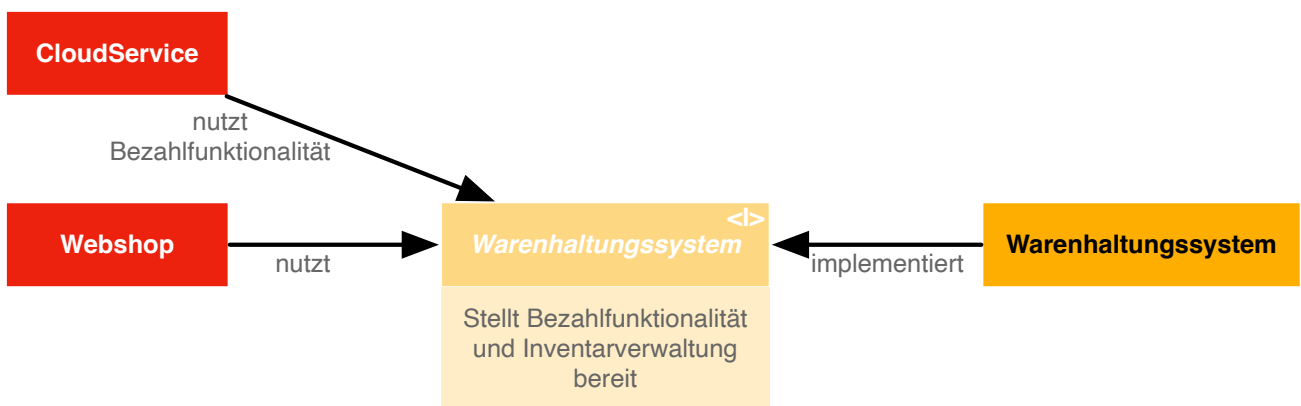 CloudService
nutzt
Bezahlfunktionalität
Webshop
nutzt
<I>
Warenhaltungssystem
Stellt Bezahlfunktionalität
und Inventarverwaltung
bereit
implementiert
Warenhaltungssystem